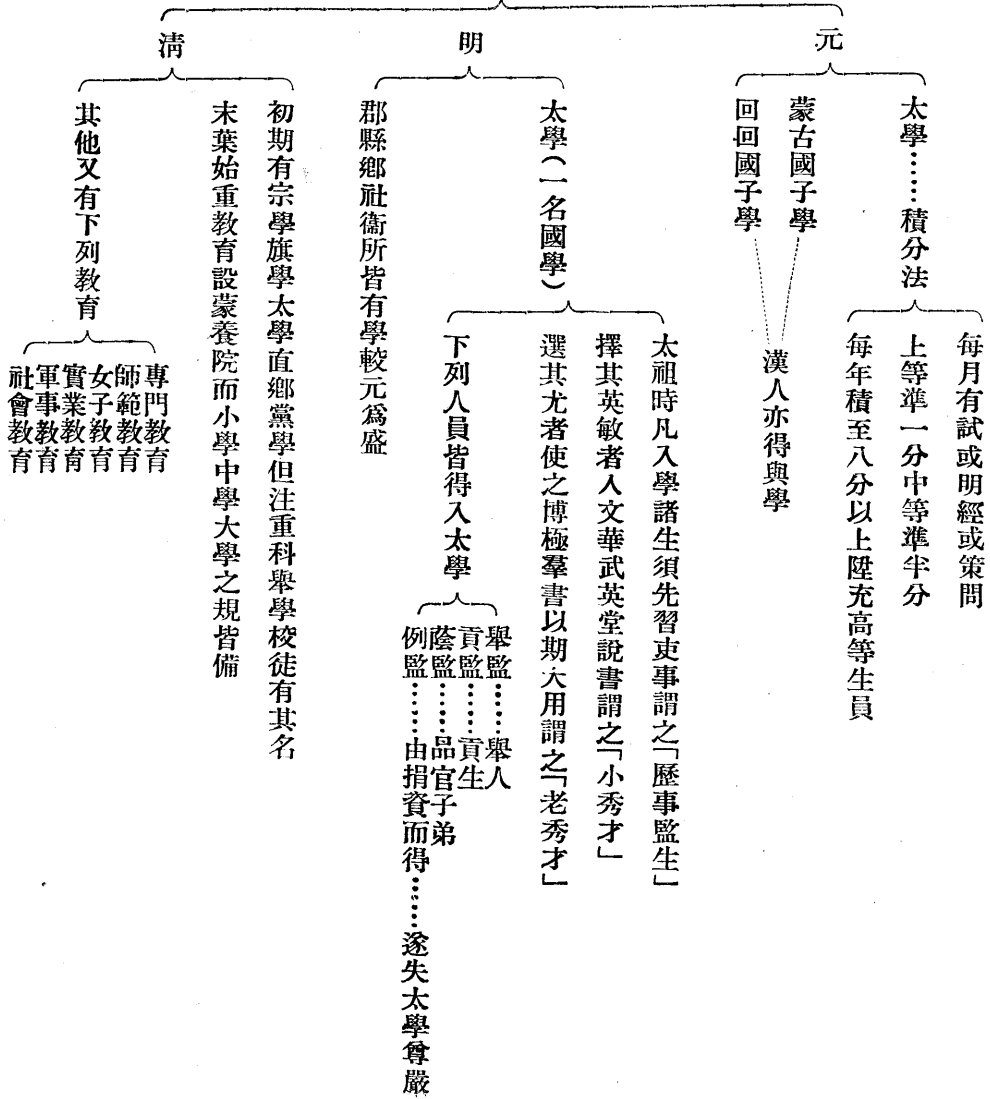 元
太學……積分法
每月有試或明經或策問
上等準一分中等準半分
每年積至八分以上陞充高等生員
蒙古國子學
回回國子學
漢人亦得與學
明
太學(一名國學)
太祖時凡入學諸生須先習吏事謂之「歷事監生」
擇其英敏者入文華武英堂說書謂之「小秀才」
選其尤者使之博極羣書以期大用謂之「老秀才」
下列人員皆得入太學
舉監……舉人
貢監……貢生
蔭監……品官子弟
例監……由捐資而得……遂失太學尊嚴
郡縣鄕社衞所皆有學較元爲盛
淸
初期有宗學旗學太學直鄕黨學但注重科舉學校徒有其名
末葉始重教育設蒙養院而小學中學大學之規皆備
其他又有下列教育
專門教育
師範教育
女子教育
實業教育
軍事教育
社會教育